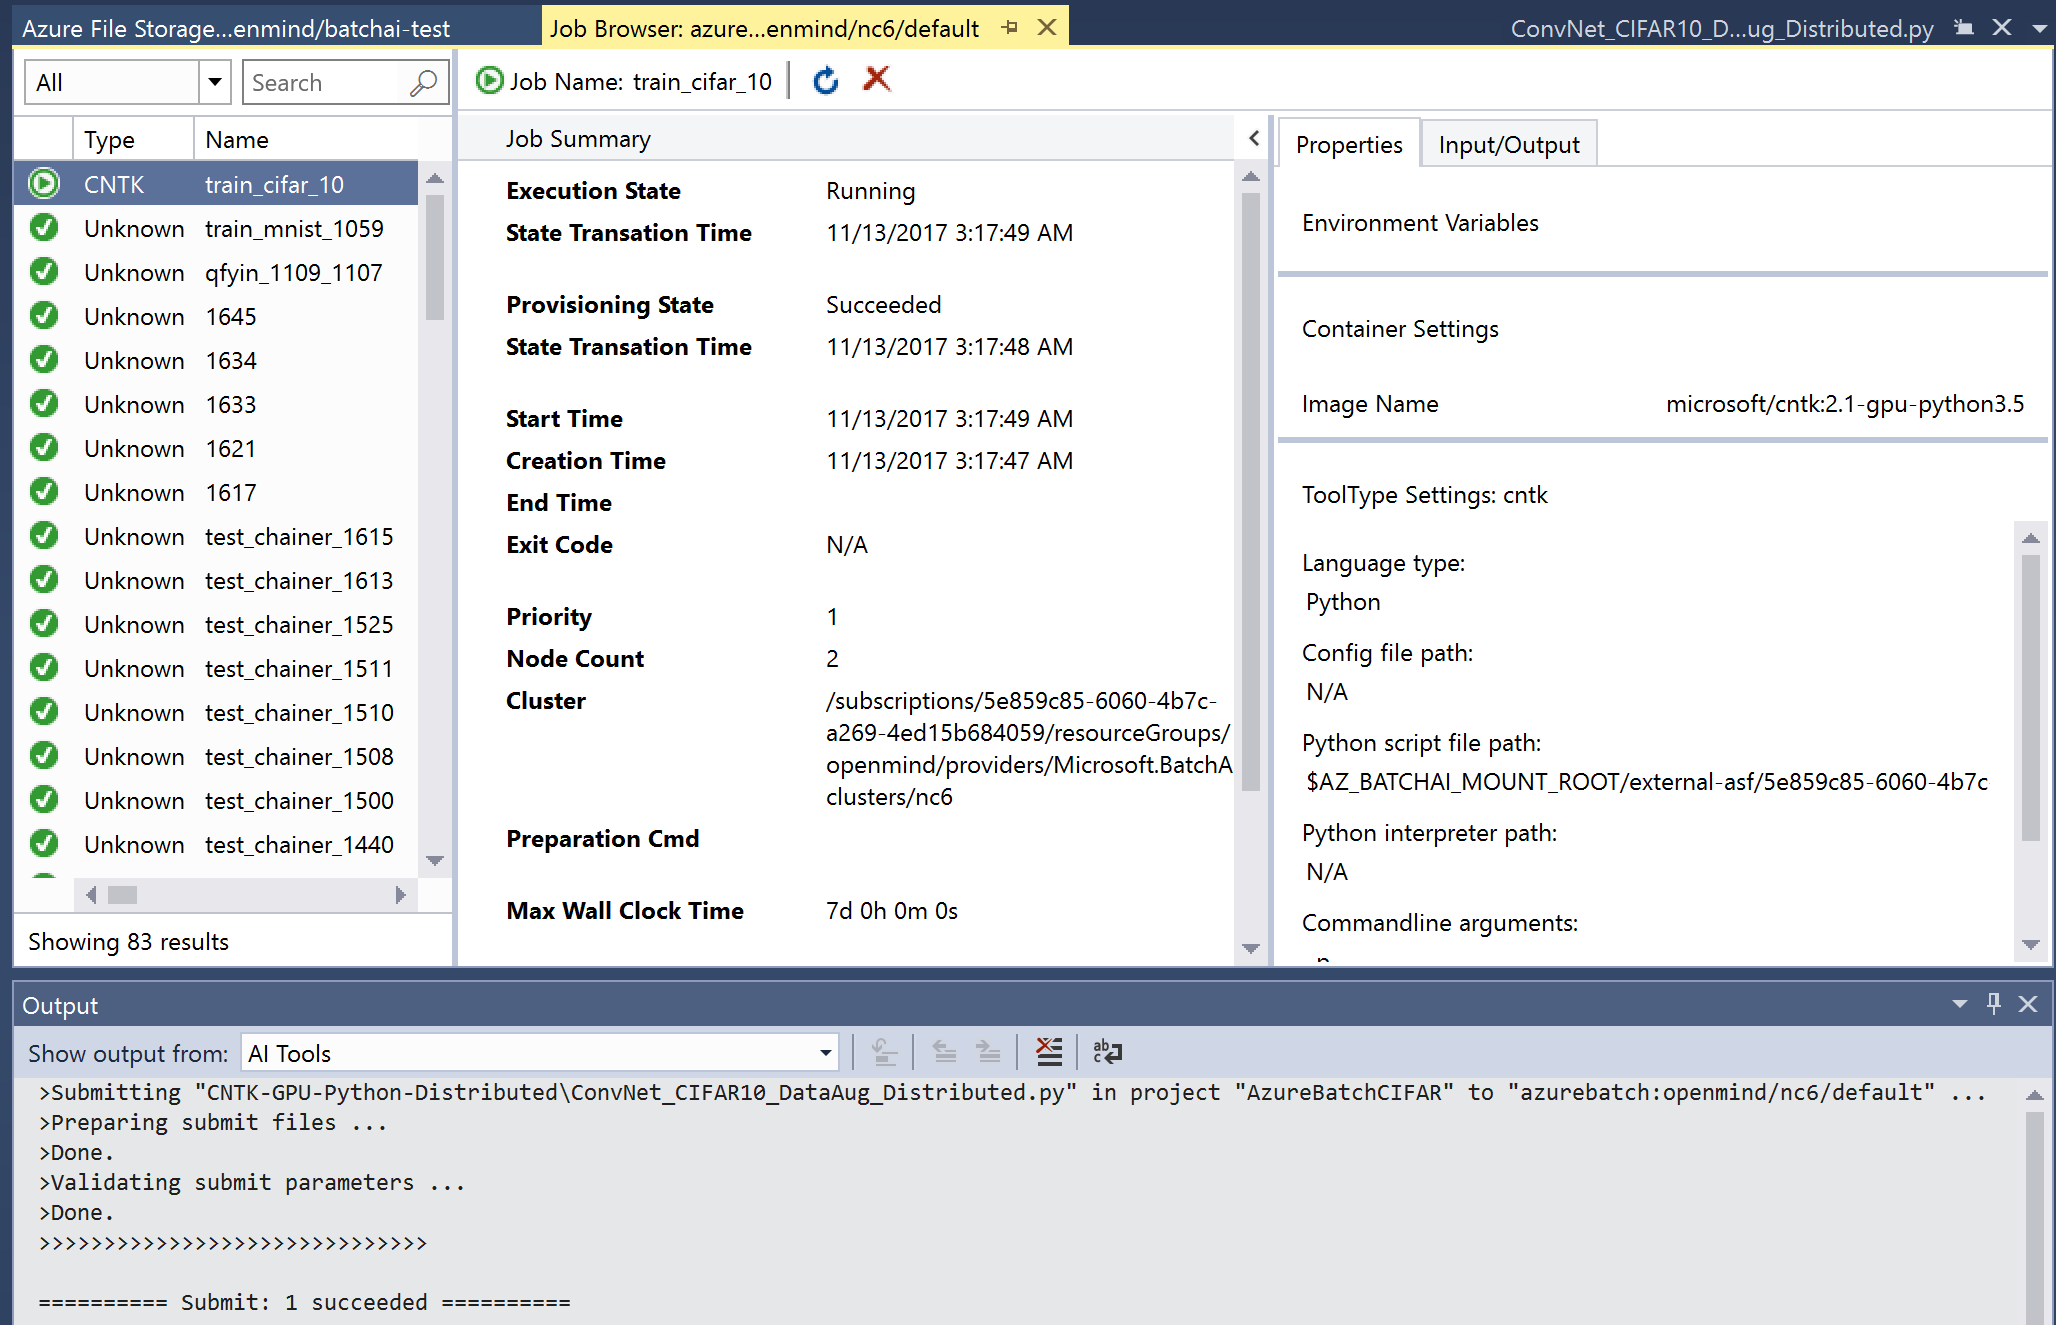 Azure File Storage...enmind/batchai-test
Job Browser: azure...enmind/nc6/default
ConvNet_CIFAR10_D...ug_Distributed.py
All
Search
Type Name
CNTK train_cifar_10
Unknown train_mnist_1059
Unknown qfyin_1109_1107
Unknown 1645
Unknown 1634
Unknown 1633
Unknown 1621
Unknown 1617
Unknown test_chainer_1615
Unknown test_chainer_1613
Unknown test_chainer_1525
Unknown test_chainer_1511
Unknown test_chainer_1510
Unknown test_chainer_1508
Unknown test_chainer_1500
Unknown test_chainer_1440
Showing 83 results
Job Name: train_cifar_10
Job Summary
Execution State Running
State Transation Time 11/13/2017 3:17:49 AM
Provisioning State Succeeded
State Transation Time 11/13/2017 3:17:48 AM
Start Time 11/13/2017 3:17:49 AM
Creation Time 11/13/2017 3:17:47 AM
End Time
Exit Code N/A
Priority 1
Node Count 2
Cluster /subscriptions/5e859c85-6060-4b7c-
a269-4ed15b684059/resourceGroups/
openmind/providers/Microsoft.BatchA
clusters/nc6
Preparation Cmd
Max Wall Clock Time 7d 0h 0m 0s
Properties Input/Output
Environment Variables
Container Settings
Image Name microsoft/cntk:2.1-gpu-python3.5
ToolType Settings: cntk
Language type:
Python
Config file path:
N/A
Python script file path:
$AZ_BATCHAI_MOUNT_ROOT/external-asf/5e859c85-6060-4b7c
Python interpreter path:
N/A
Commandline arguments:
Output
Show output from: AI Tools
>Submitting "CNTK-GPU-Python-Distributed\ConvNet_CIFAR10_DataAug_Distributed.py" in project "AzureBatchCIFAR" to "azurebatch:openmind/nc6/default" ...
>Preparing submit files ...
>Done.
>Validating submit parameters ...
>Done.
>>>>>>>>>>>>>>>>>>>>>>>>>>>>>>
========== Submit: 1 succeeded ==========